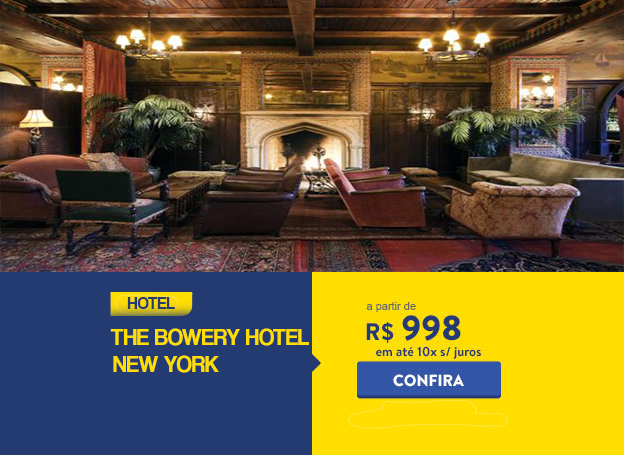 HOTEL
THE BOWERY HOTEL
NEW YORK
a partir de
R$ 998
em até 10x s/ juros
CONFIRA